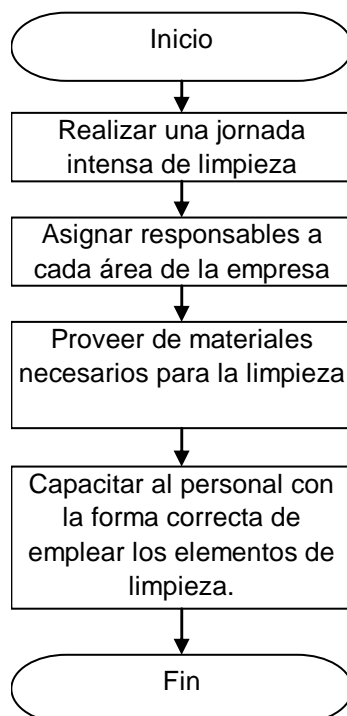 Inicio
Realizar una jornada
intensa de limpieza
Asignar responsables a
cada área de la empresa
Proveer de materiales
necesarios para la limpieza
Capacitar al personal con
la forma correcta de
emplear los elementos de
limpieza.
Fin